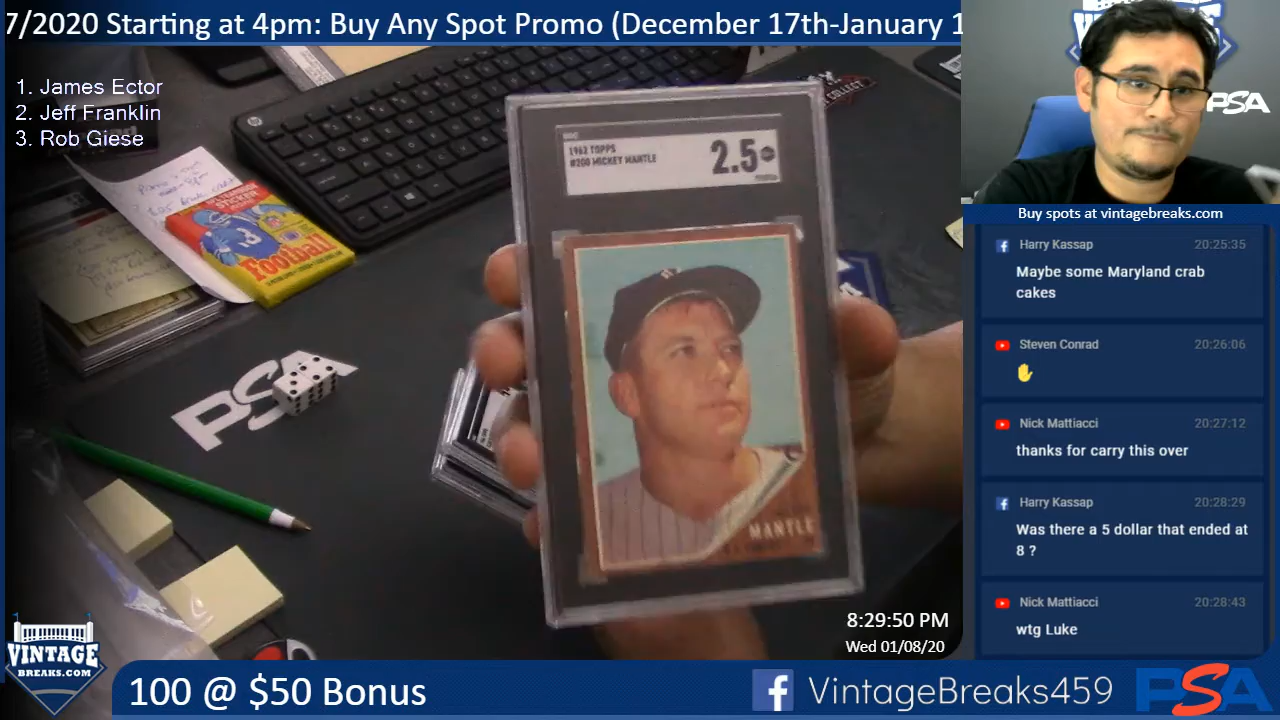 7/2020 Starting at 4pm: Buy Any Spot Promo (December 17th-January 1
1. James Ector
2. Jeff Franklin
3. Rob Giese
SGC
1962 TOPPS
#200 MICKEY MANTLE
2.5
MANTLE
Football
PSA
PSA
VINTAGE
Buy spots at vintagebreaks.com
Harry Kassap 20:25:35
Maybe some Maryland crab
cakes
Steven Conrad 20:26:06
Nick Mattiacci 20:27:12
thanks for carry this over
Harry Kassap 20:28:29
Was there a 5 dollar that ended at
8 ?
Nick Mattiacci 20:28:43
wtg Luke
8:29:50 PM
Wed 01/08/20
VINTAGE
BREAKS.COM
100 @ $50 Bonus
VintageBreaks459
PSA